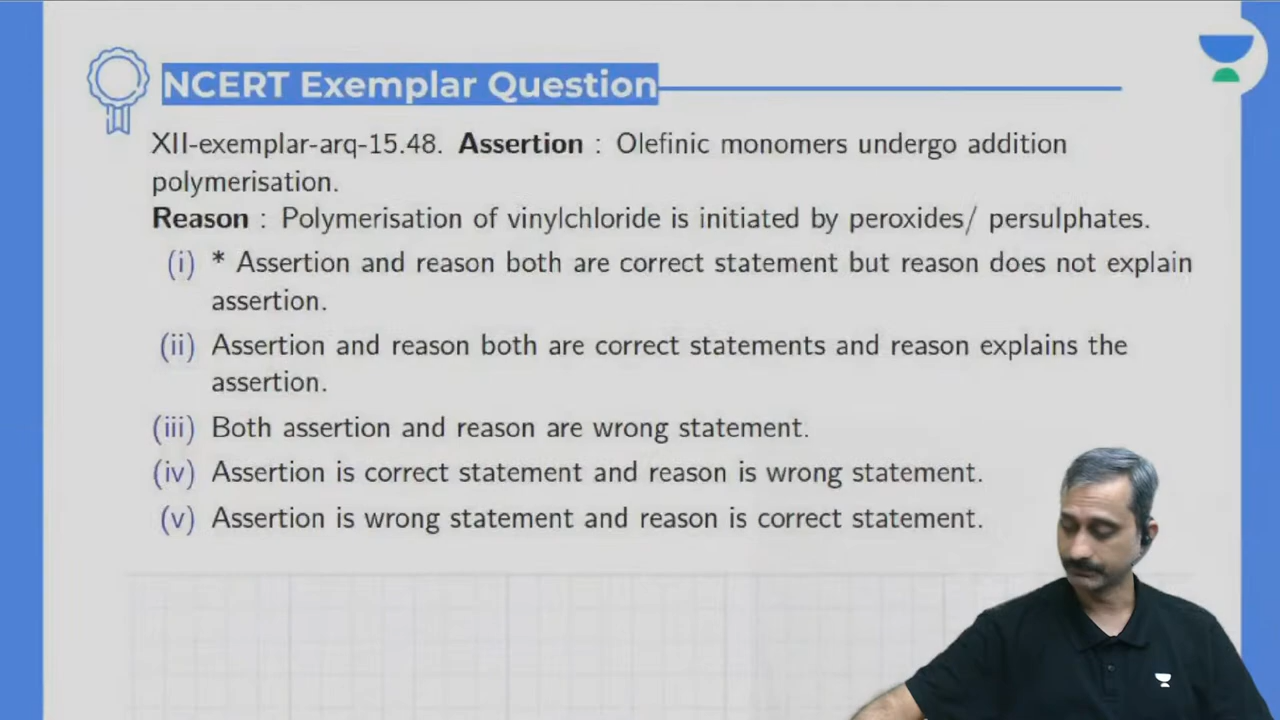 NCERT Exemplar Question
XII-exemplar-arq-15.48. Assertion : Olefinic monomers undergo addition
polymerisation.
Reason : Polymerisation of vinylchloride is initiated by peroxides/ persulphates.
(i) * Assertion and reason both are correct statement but reason does not explain
assertion.
(ii) Assertion and reason both are correct statements and reason explains the
assertion.
(iii) Both assertion and reason are wrong statement.
(iv) Assertion is correct statement and reason is wrong statement.
(v) Assertion is wrong statement and reason is correct statement.